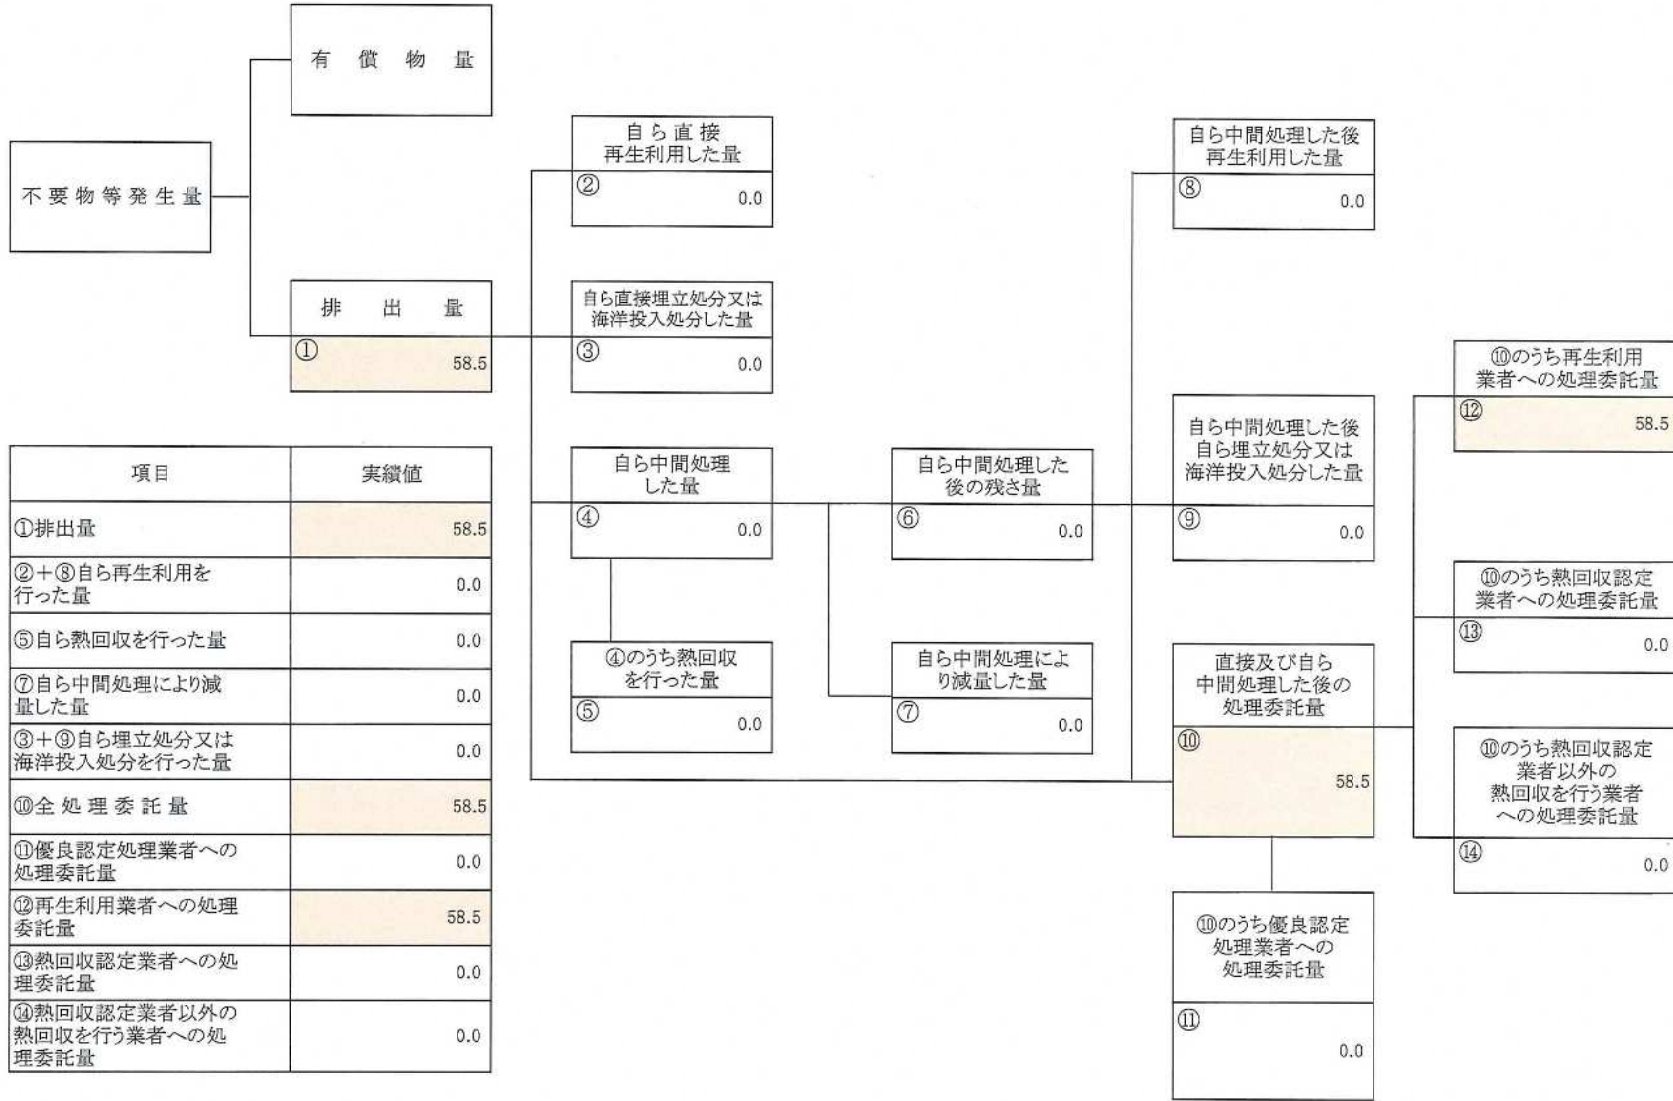 有償物量
不要物等発生量
排出量
①
58.5
自ら直接
再生利用した量
②
0.0
自ら直接埋立処分又は
海洋投入処分した量
③
0.0
自ら中間処理
した量
④
0.0
④のうち熱回収
を行った量
⑤
0.0
自ら中間処理した
後の残さ量
⑥
0.0
自ら中間処理によ
り減量した量
⑦
0.0
自ら中間処理した後
再生利用した量
⑧
0.0
自ら中間処理した後
自ら埋立処分又は
海洋投入処分した量
⑨
0.0
直接及び自ら
中間処理した後の
処理委託量
⑩
58.5
⑩のうち優良認定
処理業者への
処理委託量
⑪
0.0
⑩のうち再生利用
業者への処理委託量
⑫
58.5
⑩のうち熱回収認定
業者への処理委託量
⑬
0.0
⑩のうち熱回収認定
業者以外の
熱回収を行う業者
への処理委託量
⑭
0.0
項目 実績値
①排出量 58.5
②+⑧自ら再生利用を
行った量 0.0
⑤自ら熱回収を行った量 0.0
⑦自ら中間処理により減
量した量 0.0
③+⑨自ら埋立処分又は
海洋投入処分を行った量 0.0
⑩全処理委託量 58.5
⑪優良認定処理業者への
処理委託量 0.0
⑫再生利用業者への処理
委託量 58.5
⑬熱回収認定業者への処
理委託量 0.0
⑭熱回収認定業者以外の
熱回収を行う業者への処
理委託量 0.0